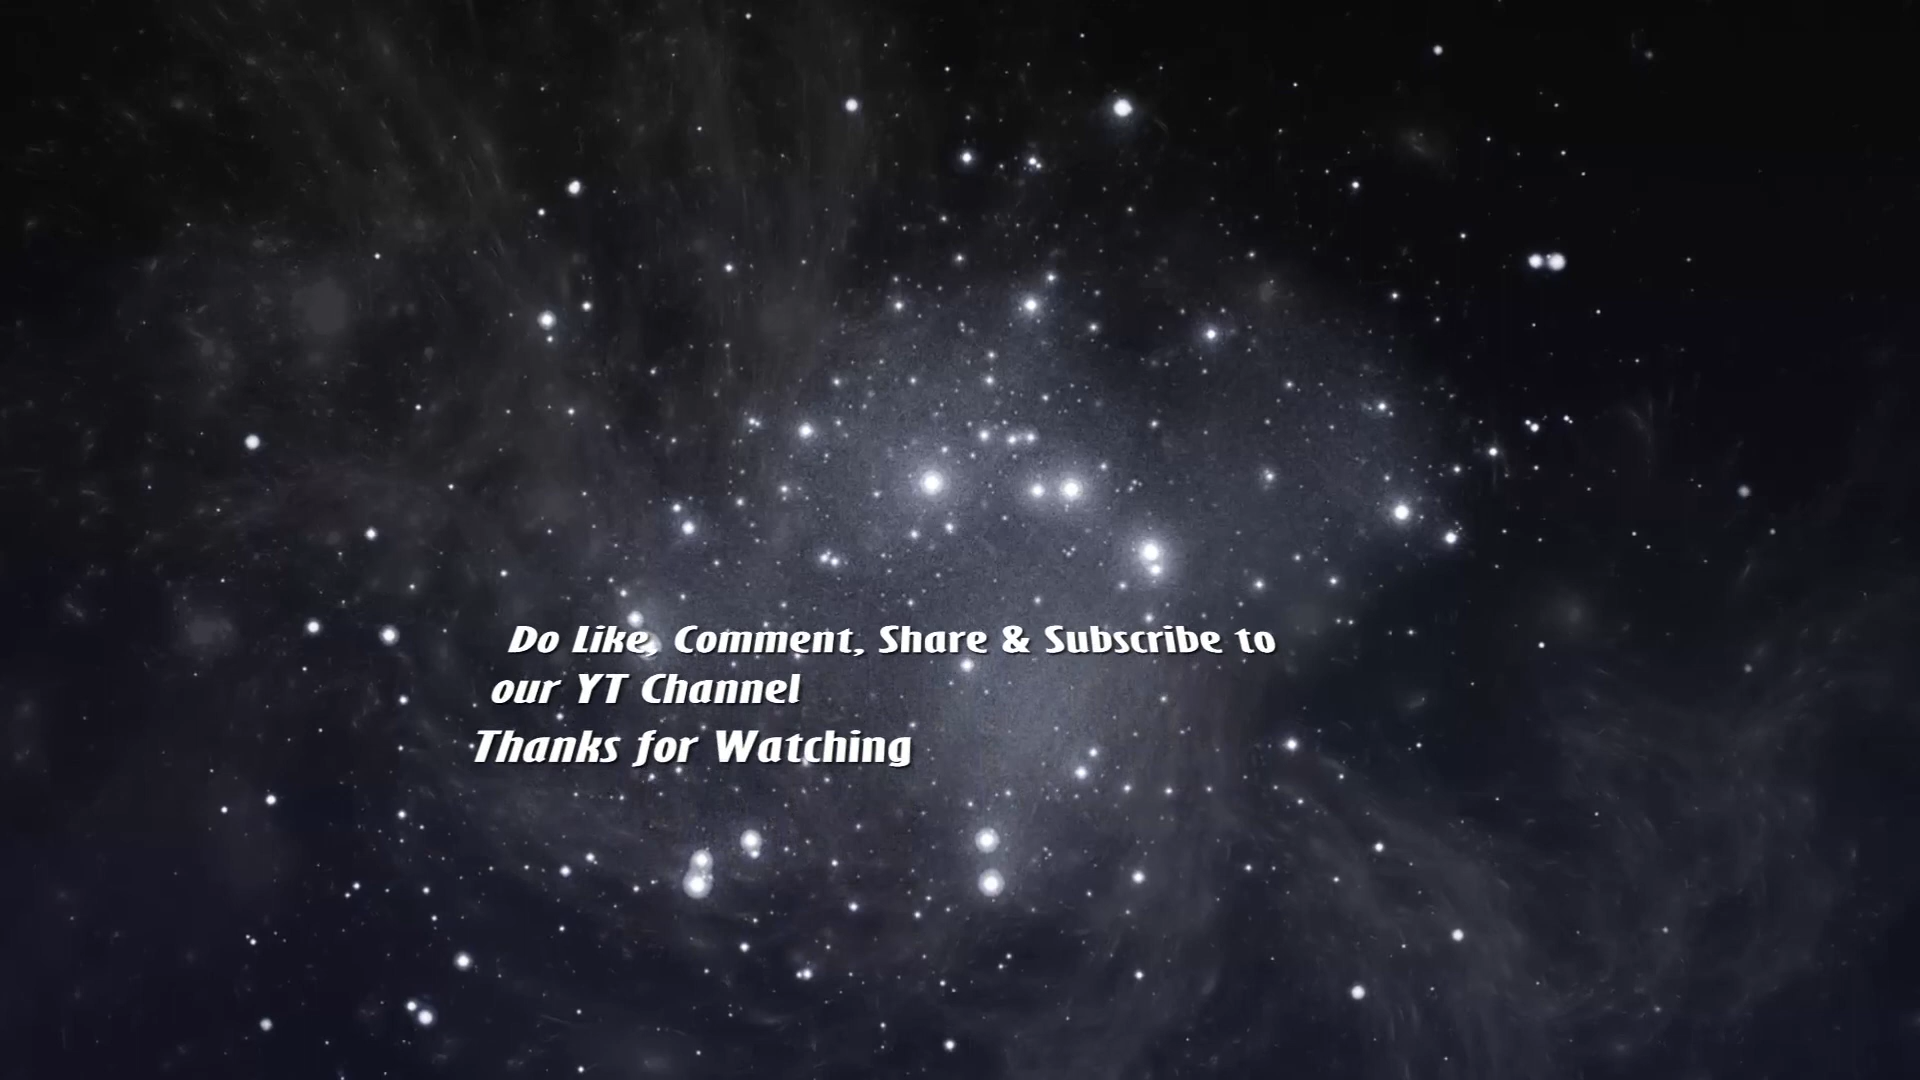 Do Like, Comment, Share & Subscribe to
our YT Channel
Thanks for Watching